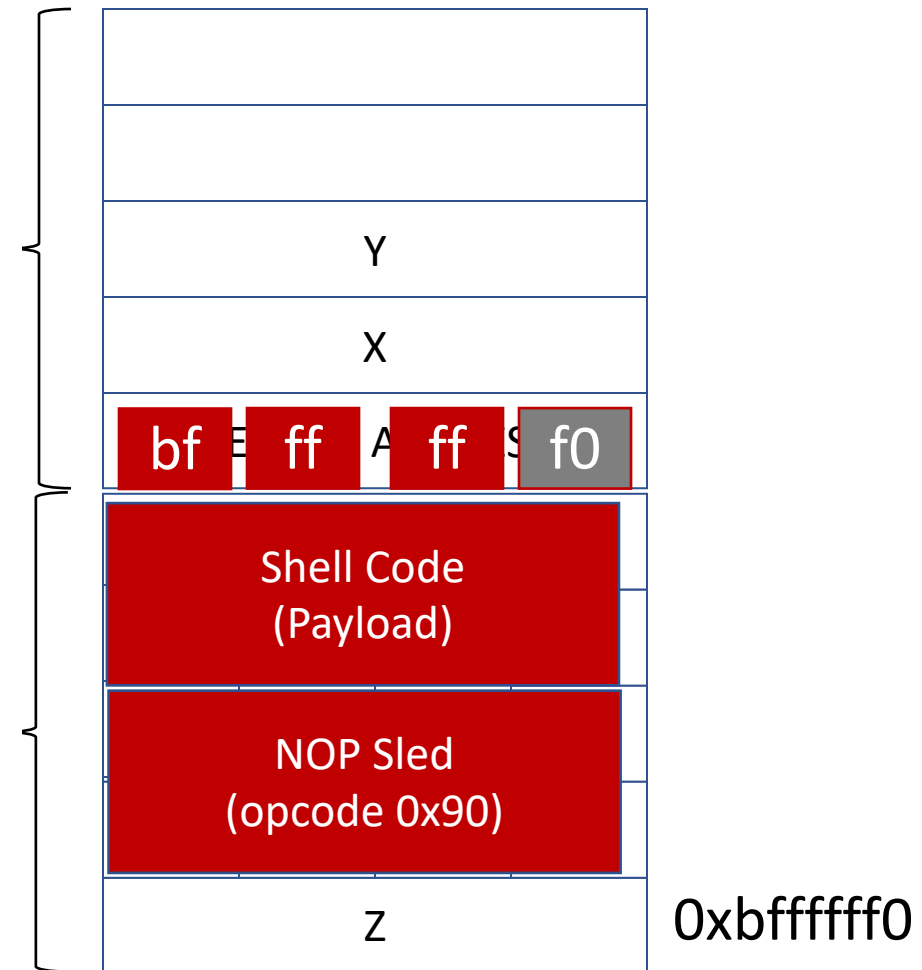 Y
X
bf ff ff f0
Shell Code
(Payload)
NOP Sled
(opcode 0x90)
Z
0xbffffff0